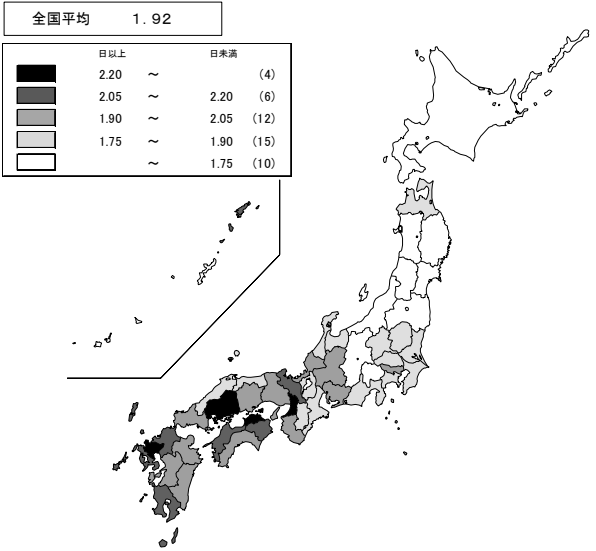 全国平均 1.92
日以上 日未満
2.20 ～ (4)
2.05 ～ 2.20 (6)
1.90 ～ 2.05 (12)
1.75 ～ 1.90 (15)
～ 1.75 (10)